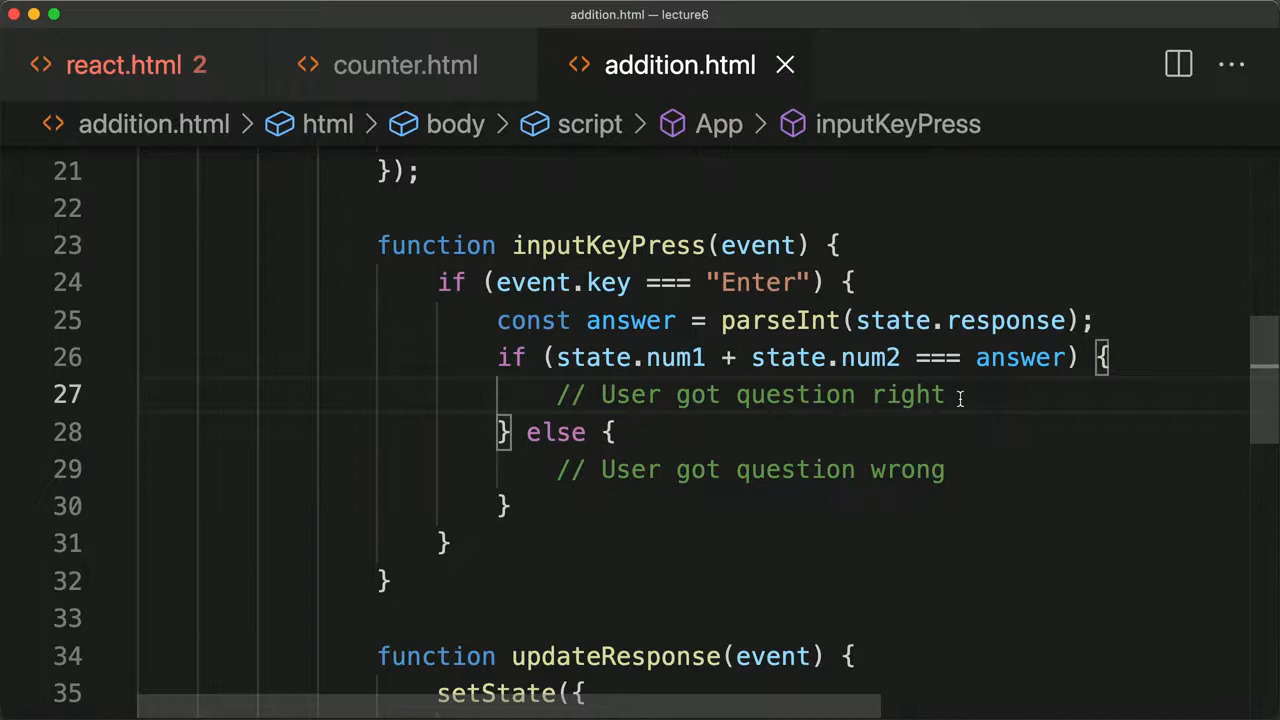 addition.html — lecture6
react.html 2 counter.html addition.html
addition.html > html > body > script > App > inputKeyPress
21 });
22
23 function inputKeyPress(event) {
24 if (event.key === "Enter") {
25 const answer = parseInt(state.response);
26 if (state.num1 + state.num2 === answer) {
27 // User got question right
28 } else {
29 // User got question wrong
30 }
31 }
32 }
33
34 function updateResponse(event) {
35 setState({